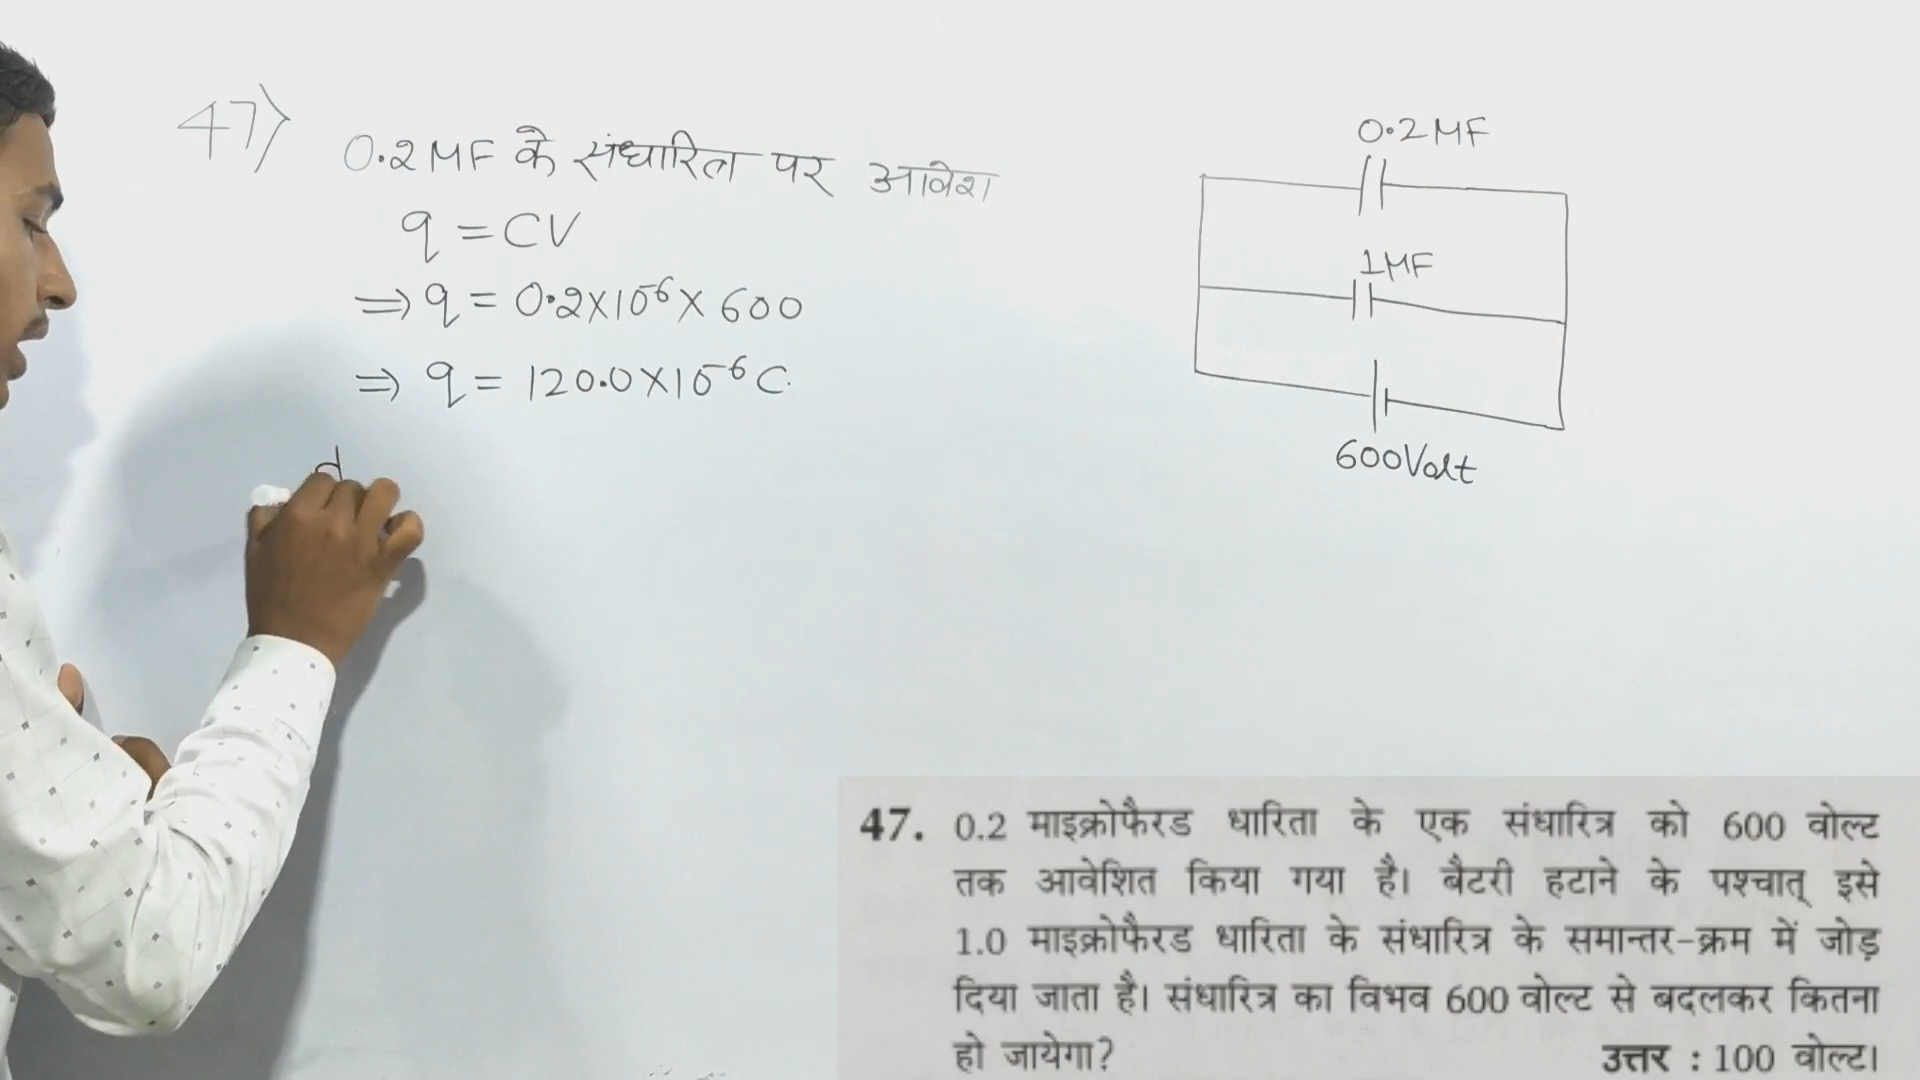 47)
0.2 MF के संधारित्र पर आवेश
q = CV
⇒ q = 0.2×10⁻⁶× 600
⇒ q = 120.0×10⁻⁶ C.
0.2 MF
1MF
600Volt
47. 0.2 माइक्रोफैरड धारिता के एक संधारित्र को 600 वोल्ट
तक आवेशित किया गया है। बैटरी हटाने के पश्चात् इसे
1.0 माइक्रोफैरड धारिता के संधारित्र के समान्तर-क्रम में जोड़
दिया जाता है। संधारित्र का विभव 600 वोल्ट से बदलकर कितना
हो जायेगा?
उत्तर : 100 वोल्ट।